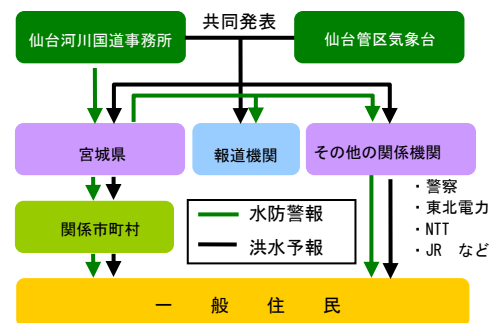 共同発表
仙台河川国道事務所
仙台管区気象台
宮城県
報道機関
その他の関係機関
・警察
・東北電力
・NTT
・JR など
関係市町村
水防警報
洪水予報
一般住民